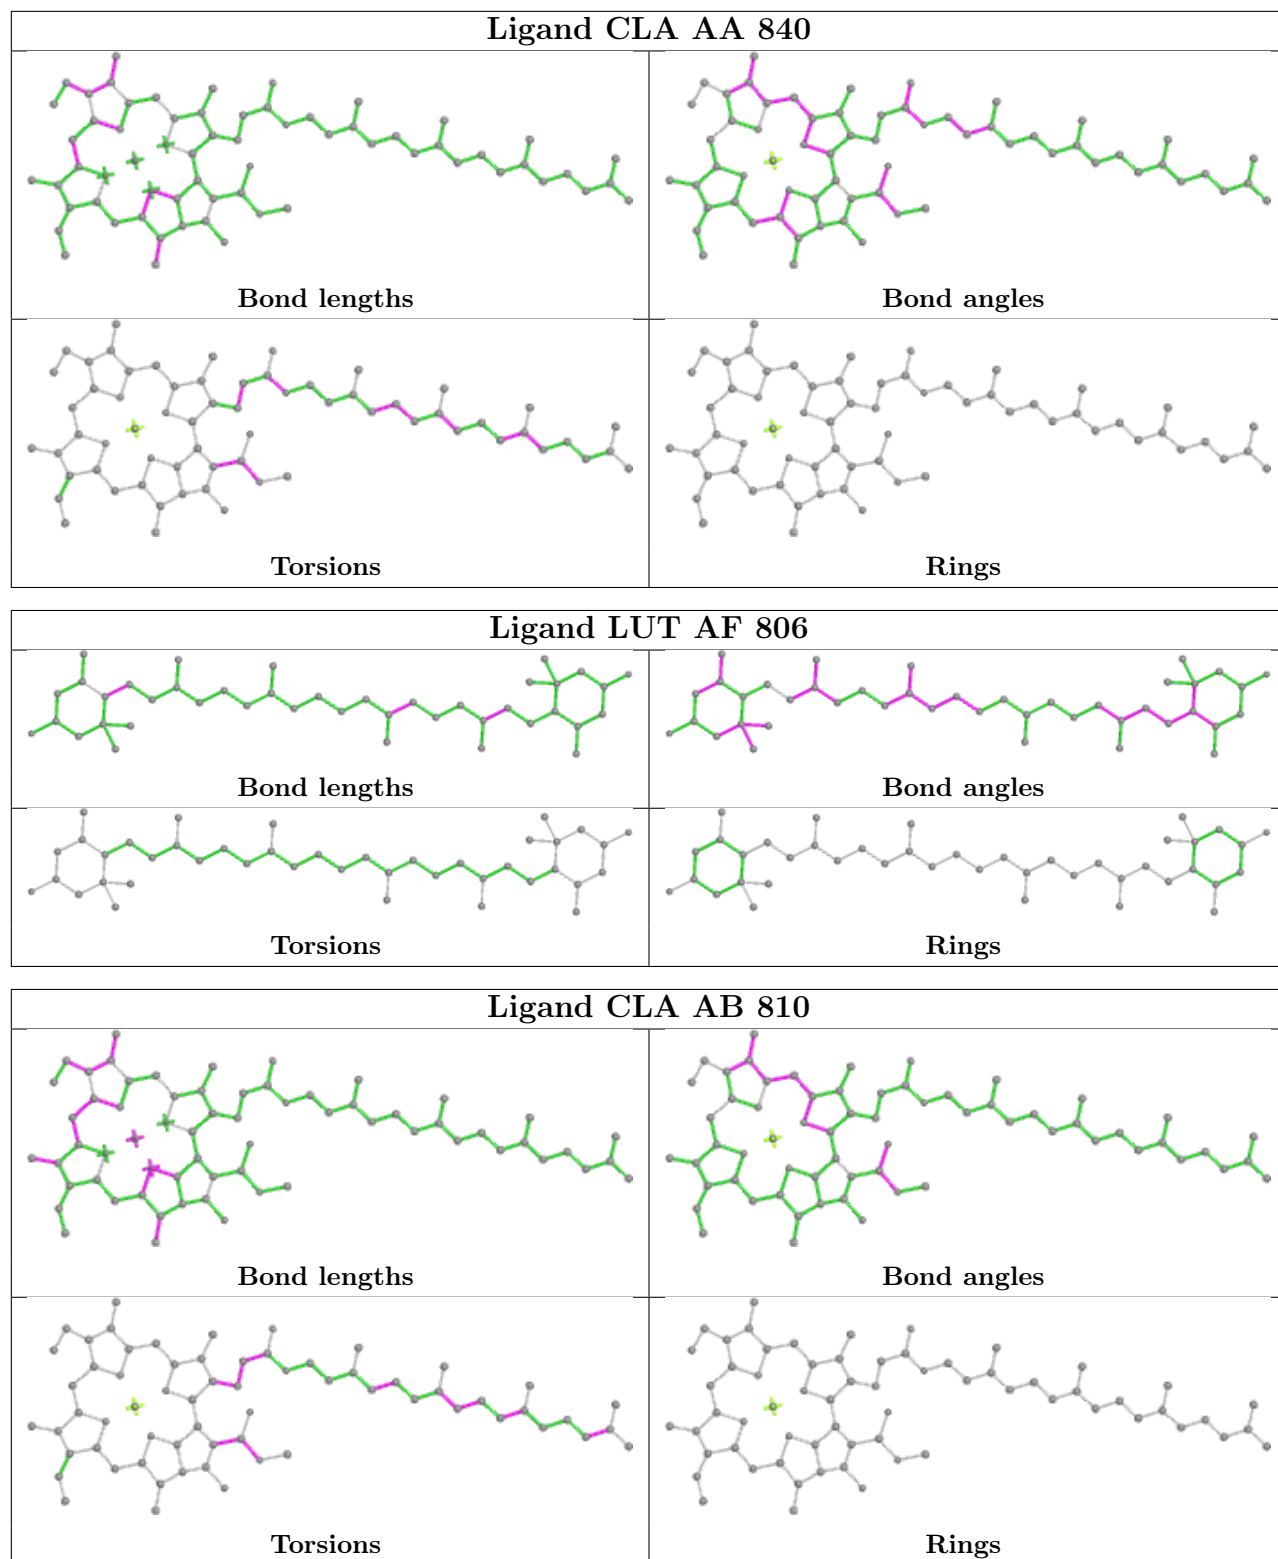 Ligand CLA AA 840
Bond lengths
Bond angles
Torsions
Rings
Ligand LUT AF 806
Bond lengths
Bond angles
Torsions
Rings
Ligand CLA AB 810
Bond lengths
Bond angles
Torsions
Rings